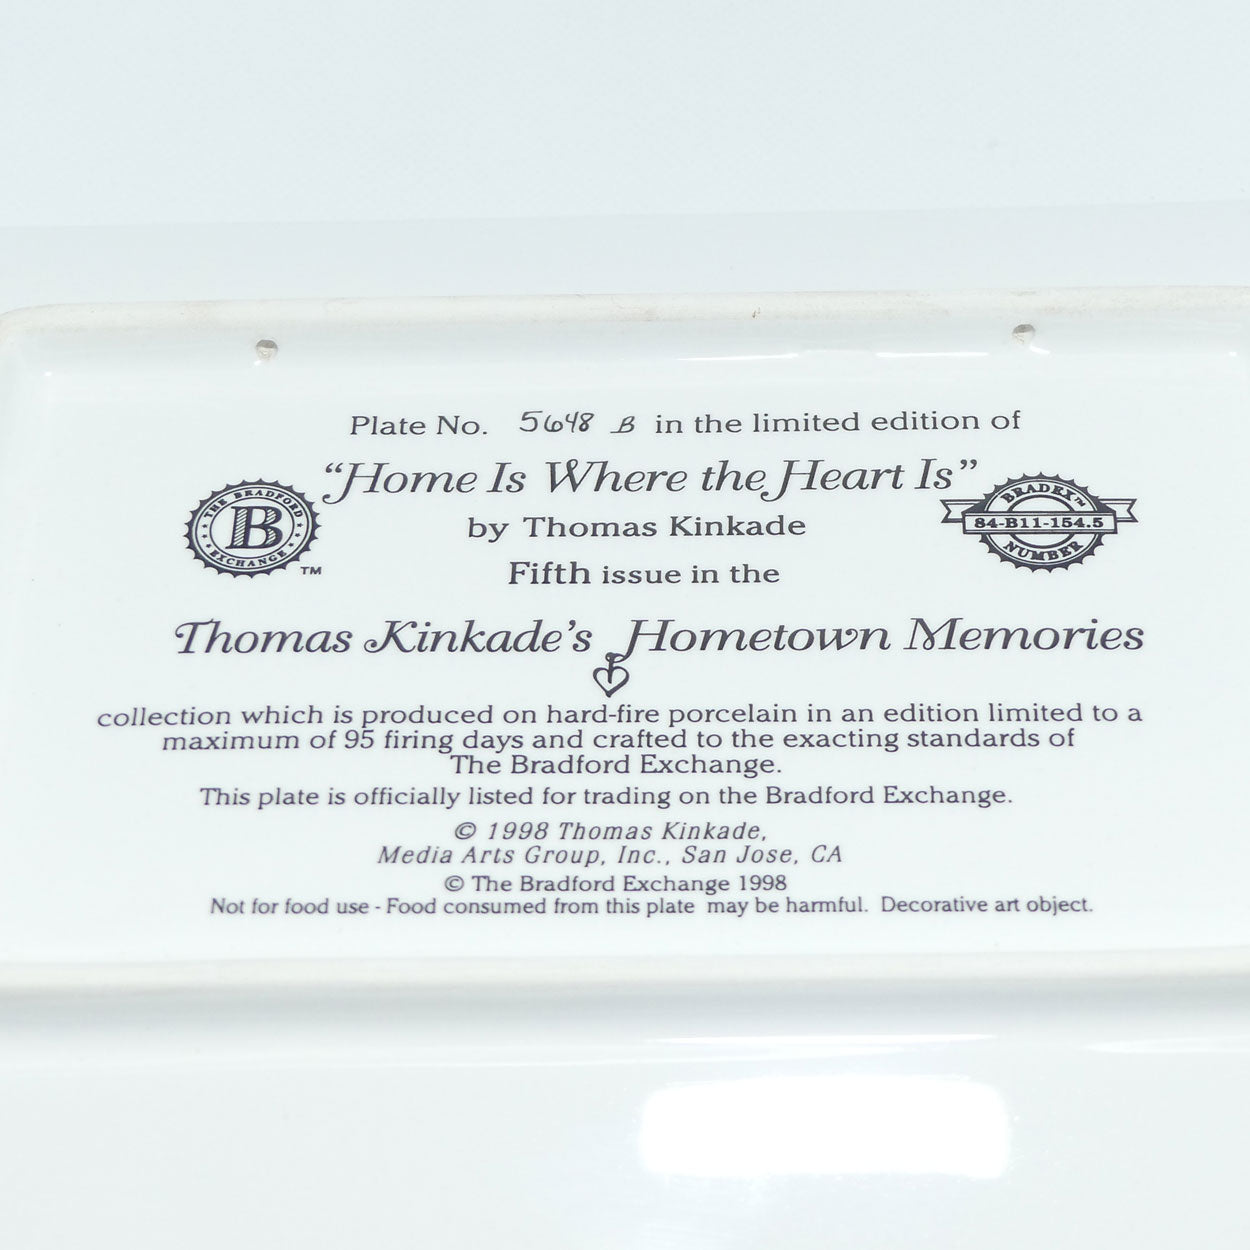 Plate No. 5648 B in the limited edition of
"Home Is Where the Heart Is"
THE BRADFORD
B
EXCHANGE
TM
BRADEX™
84-B11-154.5
NUMBER
by Thomas Kinkade
Fifth issue in the
Thomas Kinkade's Hometown Memories
collection which is produced on hard-fire porcelain in an edition limited to a
maximum of 95 firing days and crafted to the exacting standards of
The Bradford Exchange.
This plate is officially listed for trading on the Bradford Exchange.
© 1998 Thomas Kinkade,
Media Arts Group, Inc., San Jose, CA
© The Bradford Exchange 1998
Not for food use - Food consumed from this plate may be harmful. Decorative art object.